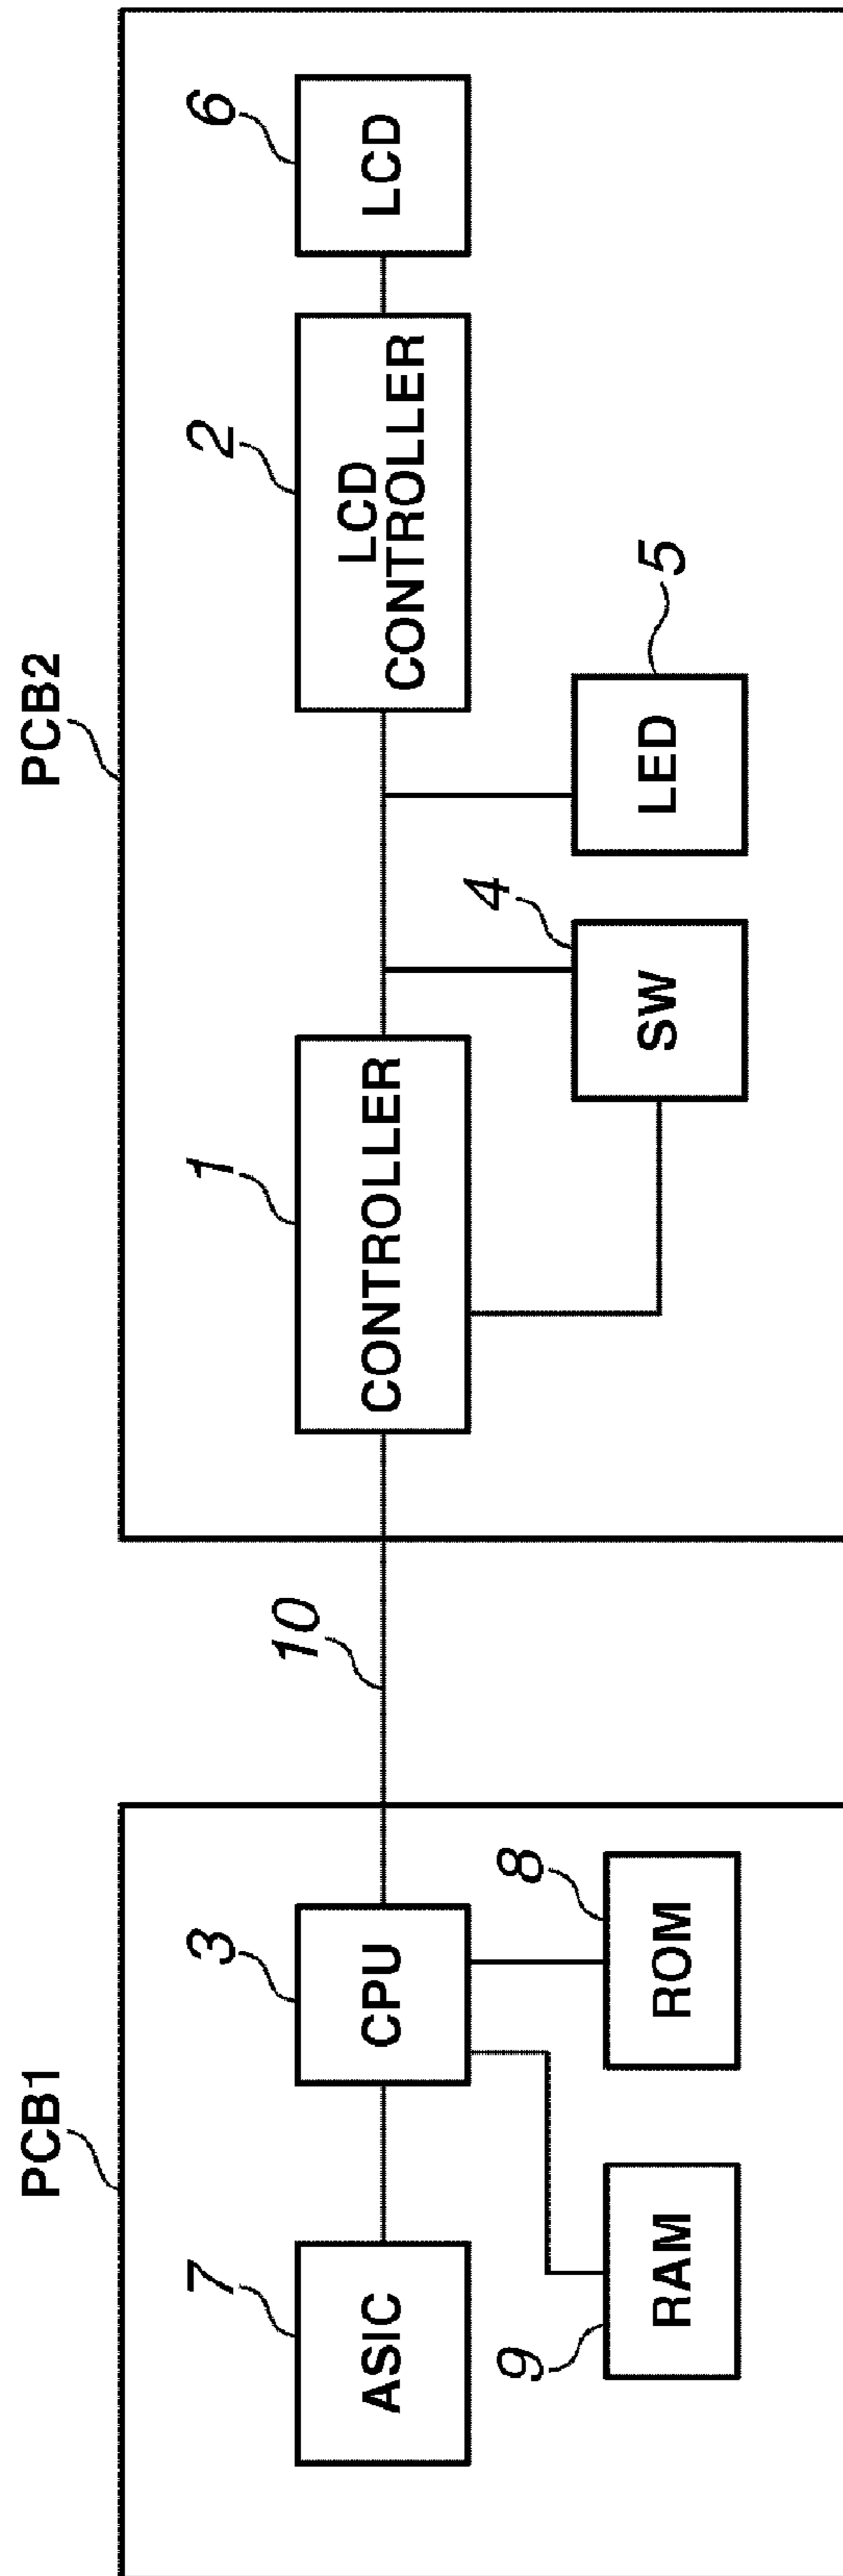 PCB1
PCB2
7
3
10
1
2
6
ASIC
CPU
CONTROLLER
LCD
CONTROLLER
LCD
9
8
4
5
RAM
ROM
SW
LED